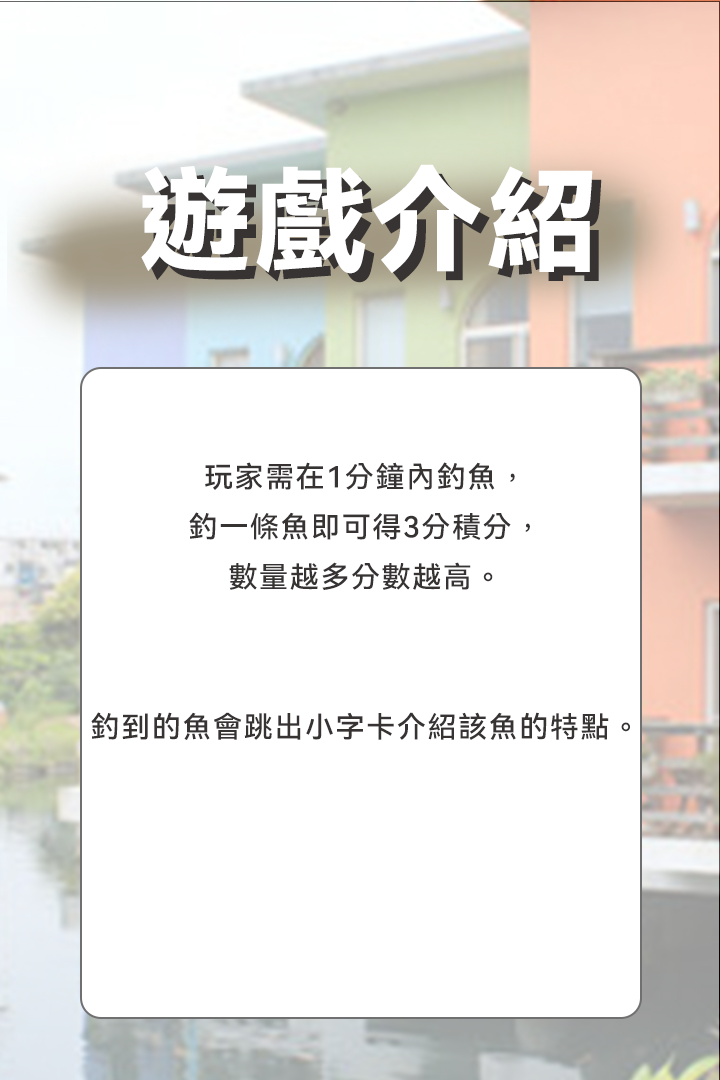 遊戲介紹
玩家需在1分鐘內釣魚，
釣一條魚即可得3分積分，
數量越多分數越高。
釣到的魚會跳出小字卡介紹該魚的特點。